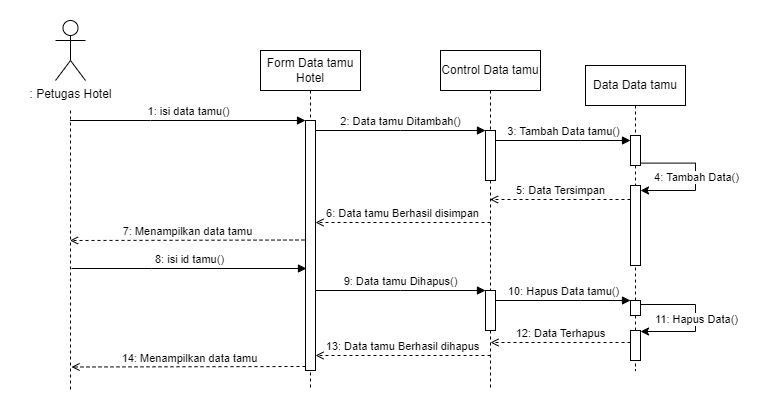 Form Data tamu
Hotel
Control Data tamu
Data Data tamu
: Petugas Hotel
1: isi data tamu()
2: Data tamu Ditambah()
3: Tambah Data tamu()
4: Tambah Data()
5: Data Tersimpan
6: Data tamu Berhasil disimpan
7: Menampilkan data tamu
8: isi id tamu()
9: Data tamu Dihapus()
10: Hapus Data tamu()
11: Hapus Data()
12: Data Terhapus
13: Data tamu Berhasil dihapus
14: Menampilkan data tamu